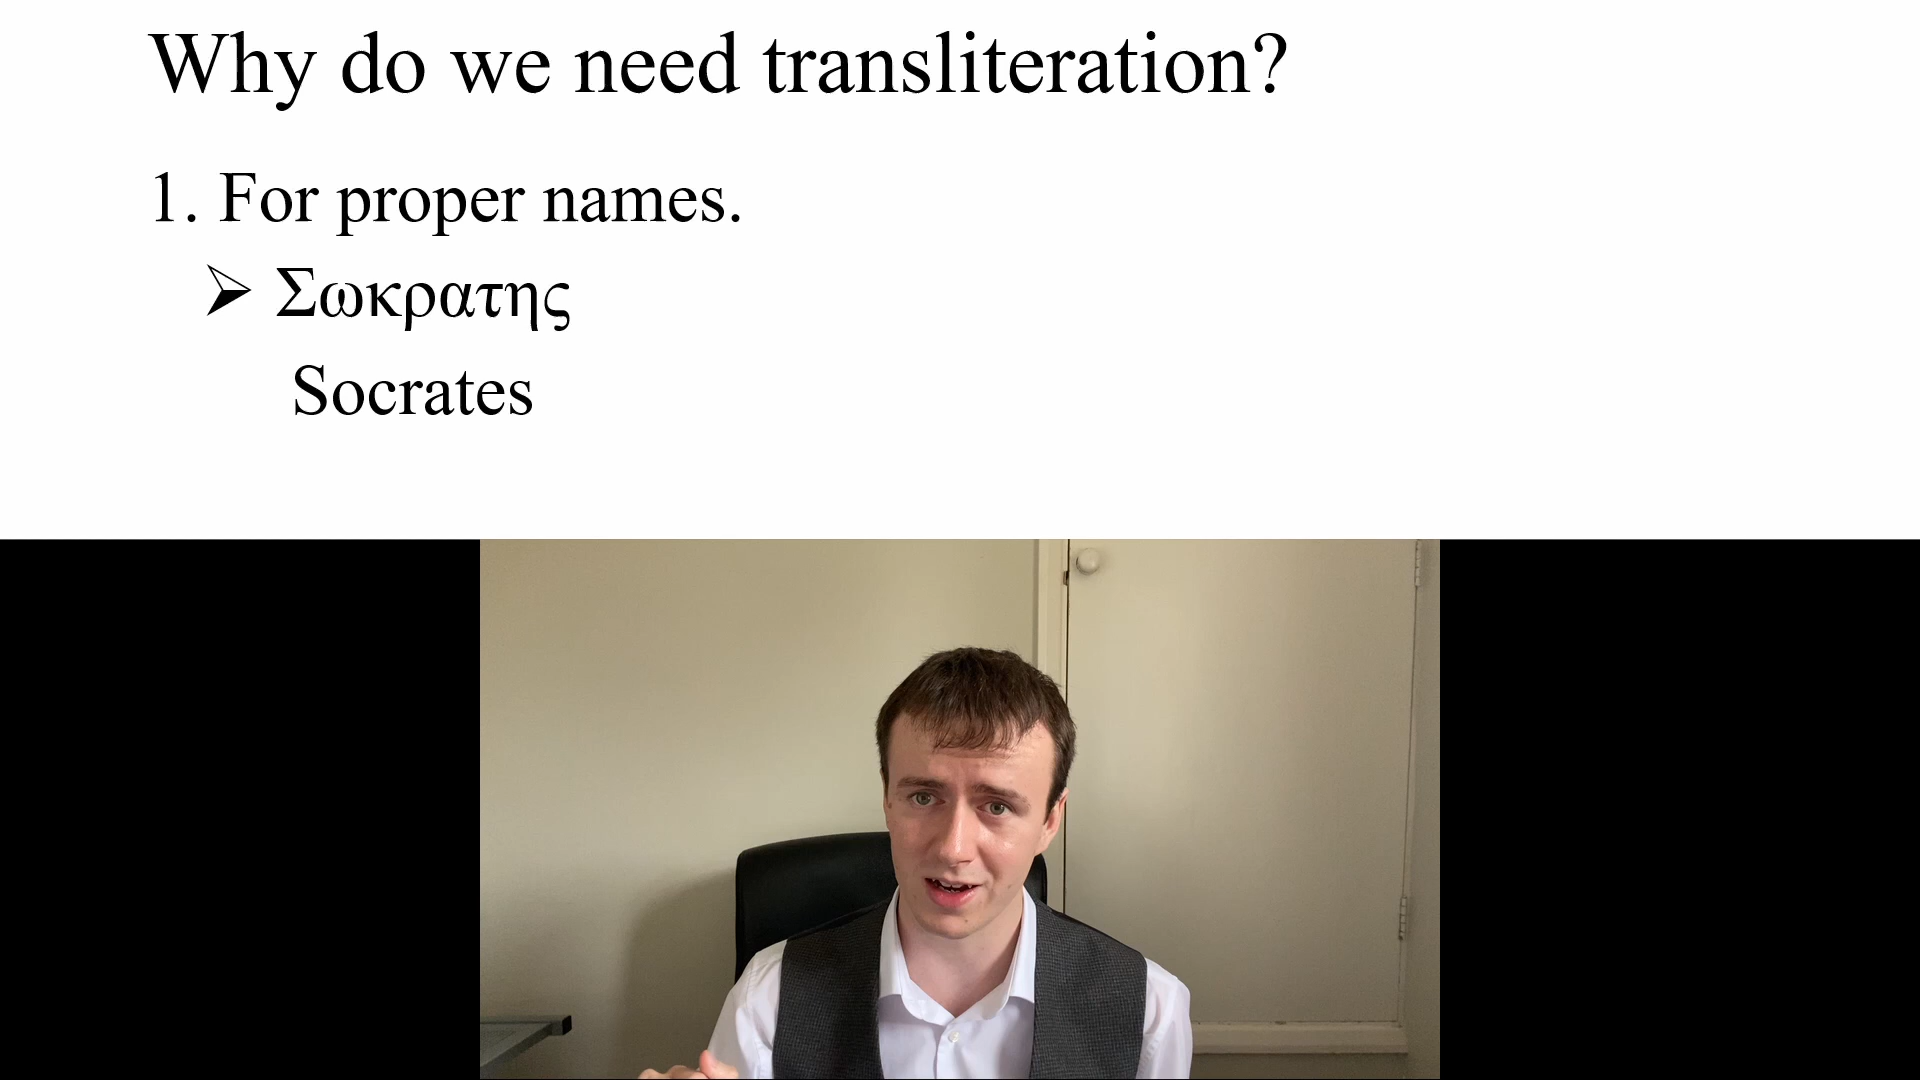 Why do we need transliteration?
1. For proper names.
➢ Σωκρατης
Socrates